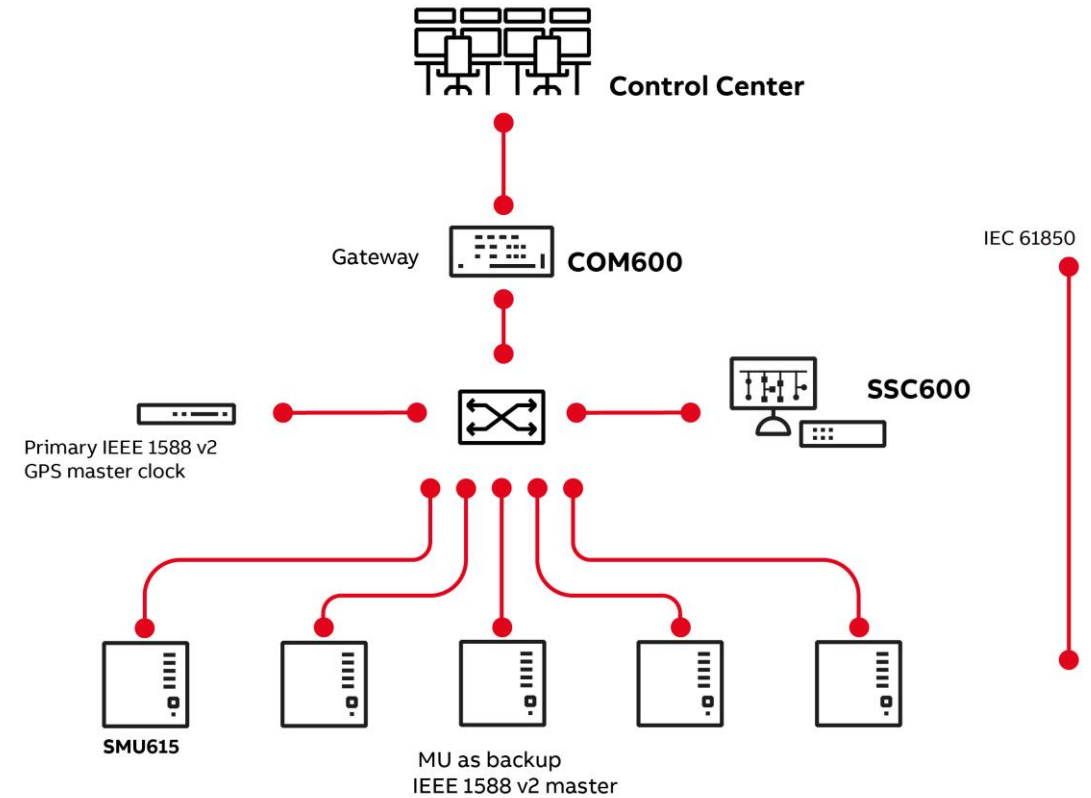 Control Center
Gateway
COM600
IEC 61850
SSC600
Primary IEEE 1588 v2
GPS master clock
SMU615
MU as backup
IEEE 1588 v2 master